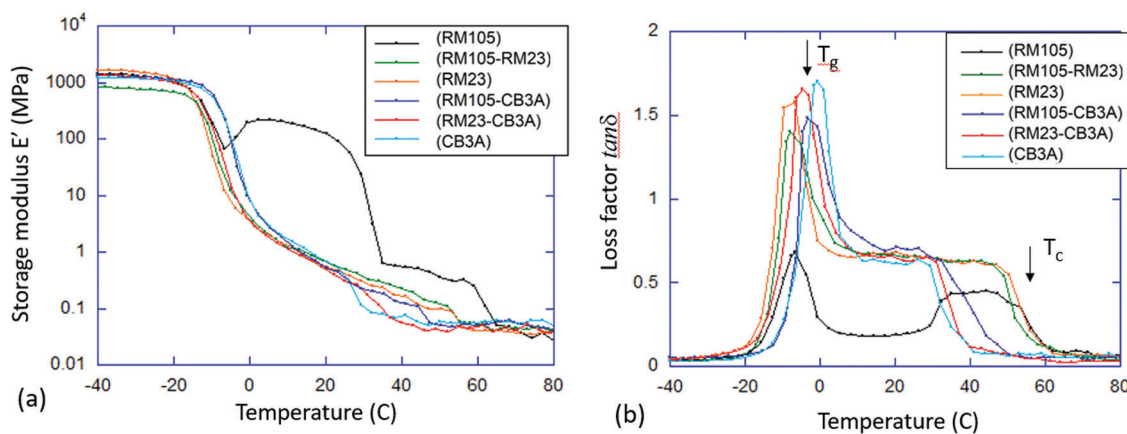 (a)
Storage modulus E’ (MPa)
10⁴
1000
100
10
1
0.1
0.01
-40
-20
0
20
40
60
80
Temperature (C)
(RM105)
(RM105-RM23)
(RM23)
(RM105-CB3A)
(RM23-CB3A)
(CB3A)
(b)
Loss factor tanδ
2
1.5
1
0.5
0
-40
-20
0
20
40
60
80
Temperature (C)
Tg
Tc
(RM105)
(RM105-RM23)
(RM23)
(RM105-CB3A)
(RM23-CB3A)
(CB3A)